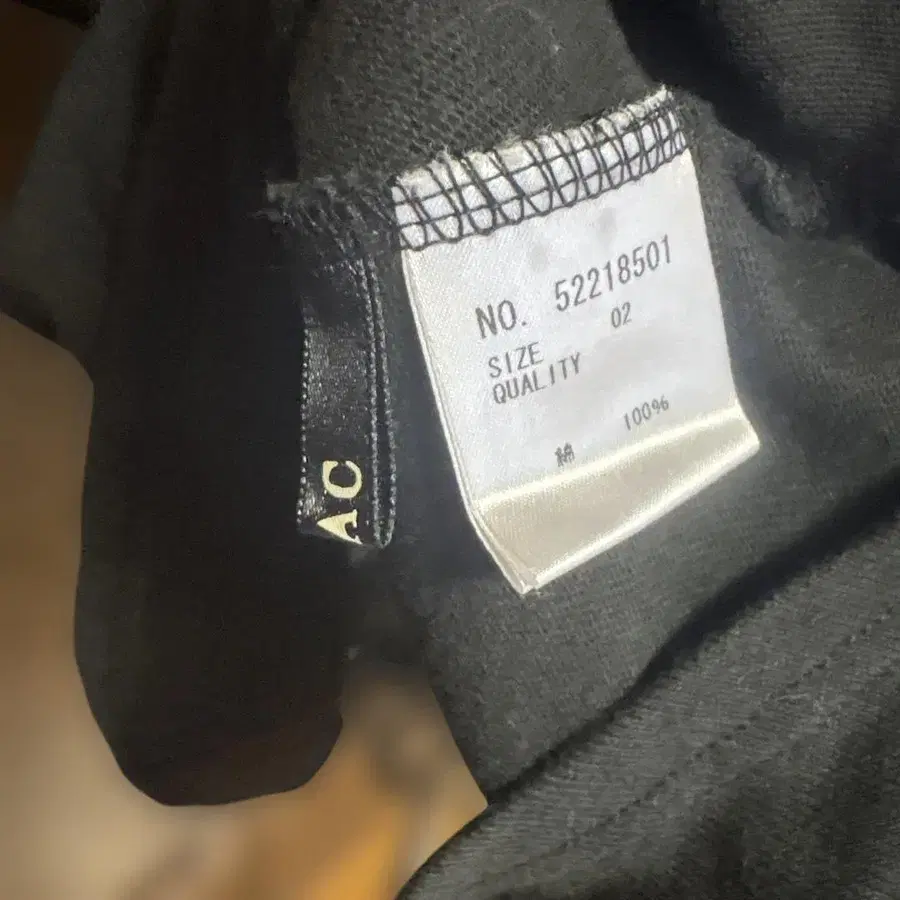 NO. 52218501
SIZE 02
QUALITY
綿 100%
AC